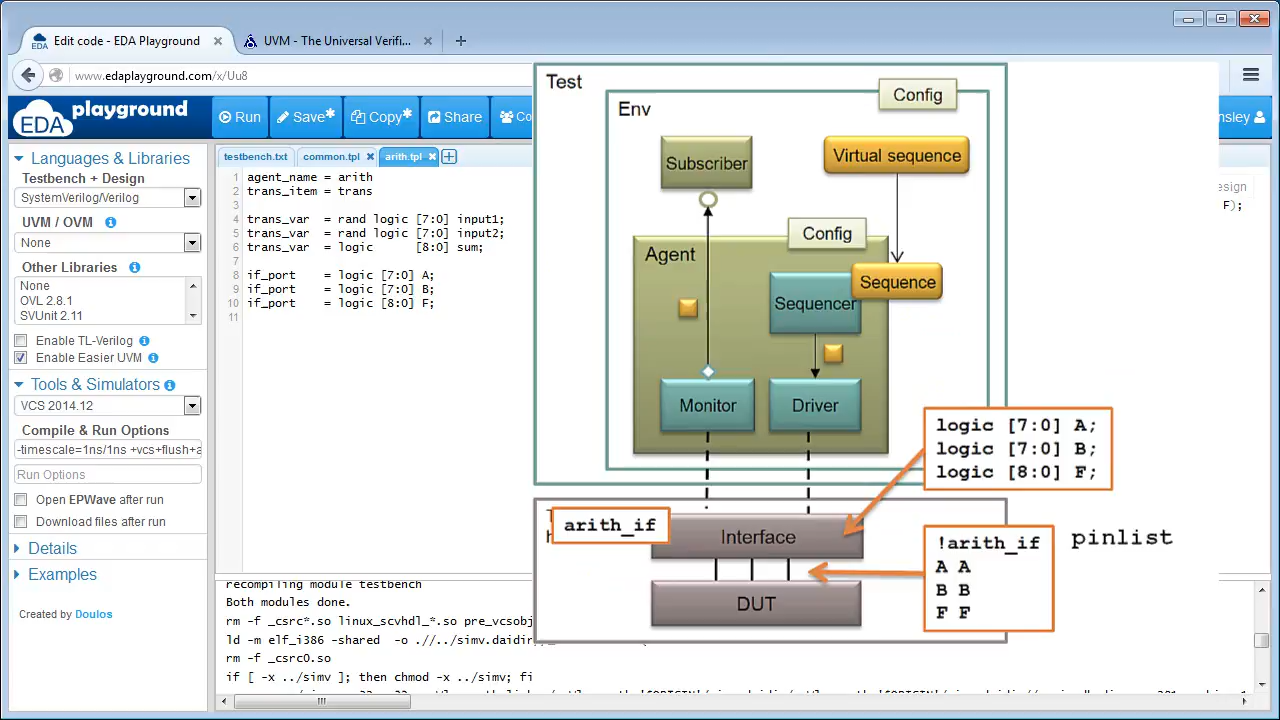 Edit code - EDA Playground
UVM - The Universal Verifi...
www.edaplayground.com/x/Uu8
EDA playground
Run
Save*
Copy*
Share
Co
nsley
Languages & Libraries
Testbench + Design
SystemVerilog/Verilog
UVM / OVM
None
Other Libraries
None
OVL 2.8.1
SVUnit 2.11
Enable TL-Verilog
Enable Easier UVM
Tools & Simulators
VCS 2014.12
Compile & Run Options
-timescale=1ns/1ns +vcs+flush+a
Run Options
Open EPWave after run
Download files after run
Details
Examples
Created by Doulos
testbench.txt
common.tpl
arith.tpl
1 agent_name = arith
2 trans_item = trans
3
4 trans_var = rand logic [7:0] input1;
5 trans_var = rand logic [7:0] input2;
6 trans_var = logic [8:0] sum;
7
8 if_port = logic [7:0] A;
9 if_port = logic [7:0] B;
10 if_port = logic [8:0] F;
11
esign
F);
Test
Config
Env
Subscriber
Virtual sequence
Config
Agent
Sequence
Sequencer
Monitor
Driver
logic [7:0] A;
logic [7:0] B;
logic [8:0] F;
arith_if
Interface
DUT
!arith_if
A A
B B
F F
pinlist
recompiling module testbench
Both modules done.
rm -f _csrc*.so linux_scvhdl_*.so pre_vcsobj
ld -m elf_i386 -shared -o .//../simv.daidir/
rm -f _csrc0.so
if [ -x ../simv ]; then chmod -x ../simv; fi